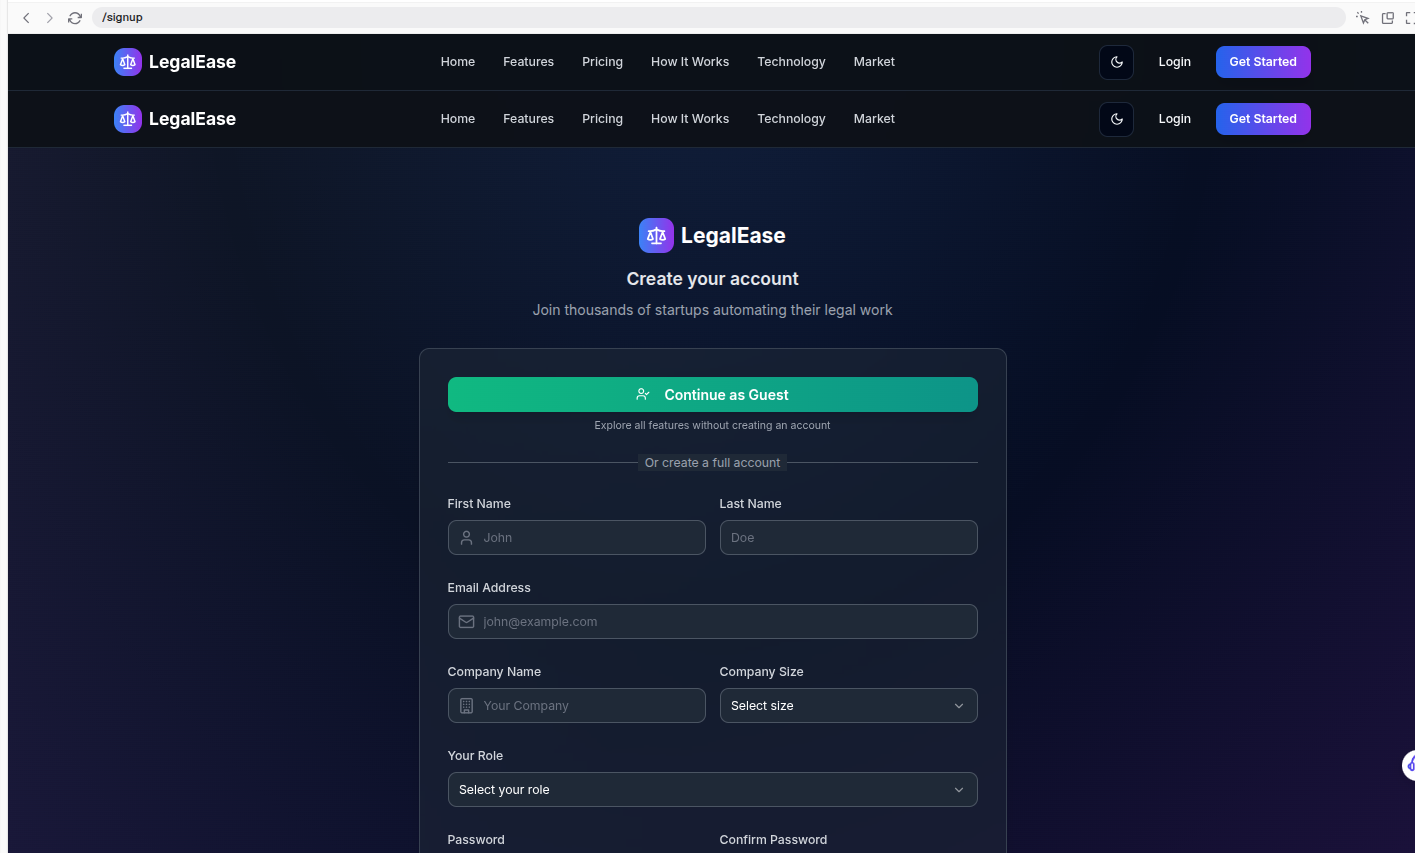 /signup
LegalEase Home Features Pricing How It Works Technology Market Login Get Started
LegalEase Home Features Pricing How It Works Technology Market Login Get Started
LegalEase
Create your account
Join thousands of startups automating their legal work
Continue as Guest
Explore all features without creating an account
Or create a full account
First Name Last Name
John Doe
Email Address
john@example.com
Company Name Company Size
Your Company Select size
Your Role
Select your role
Password Confirm Password